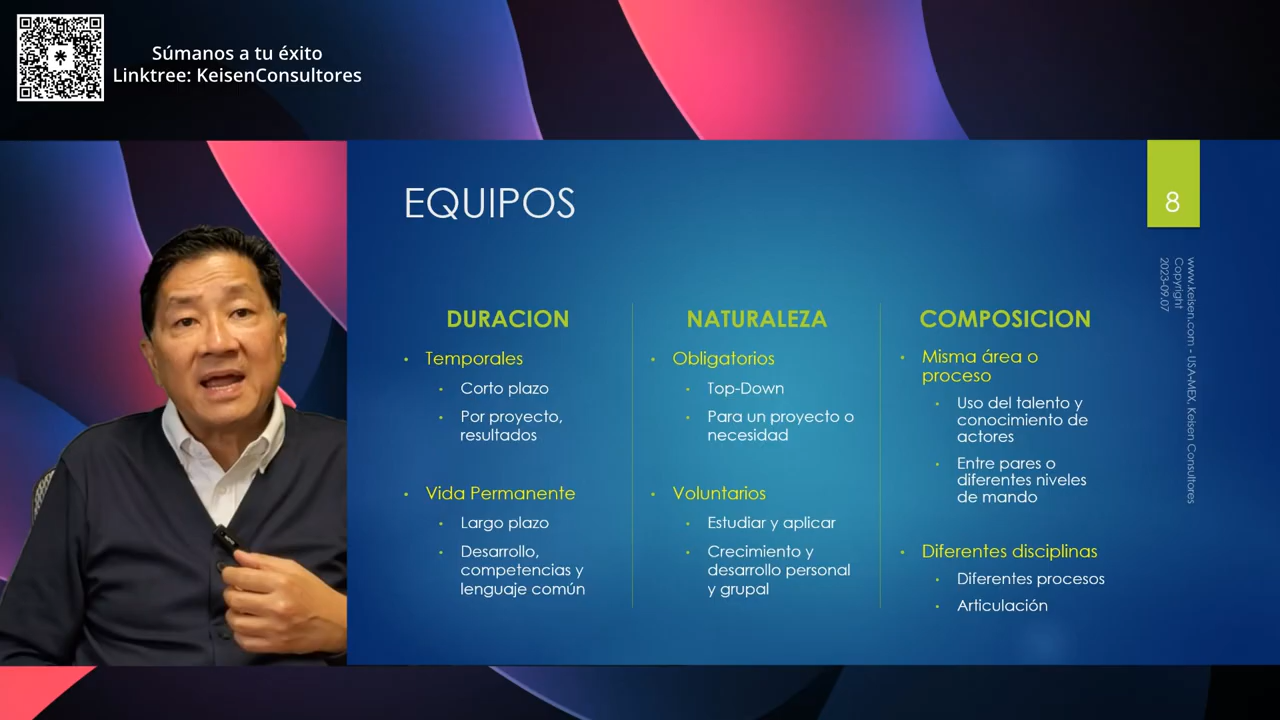 Súmanos a tu éxito
Linktree: KeisenConsultores
EQUIPOS
8
www.keisen.com - USA-MEX, Keisen Consultores
Copyright
2023-09.07
DURACION
Temporales
Corto plazo
Por proyecto,
resultados
Vida Permanente
Largo plazo
Desarrollo,
competencias y
lenguaje común
NATURALEZA
Obligatorios
Top-Down
Para un proyecto o
necesidad
Voluntarios
Estudiar y aplicar
Crecimiento y
desarrollo personal
y grupal
COMPOSICION
Misma área o
proceso
Uso del talento y
conocimiento de
actores
Entre pares o
diferentes niveles
de mando
Diferentes disciplinas
Diferentes procesos
Articulación